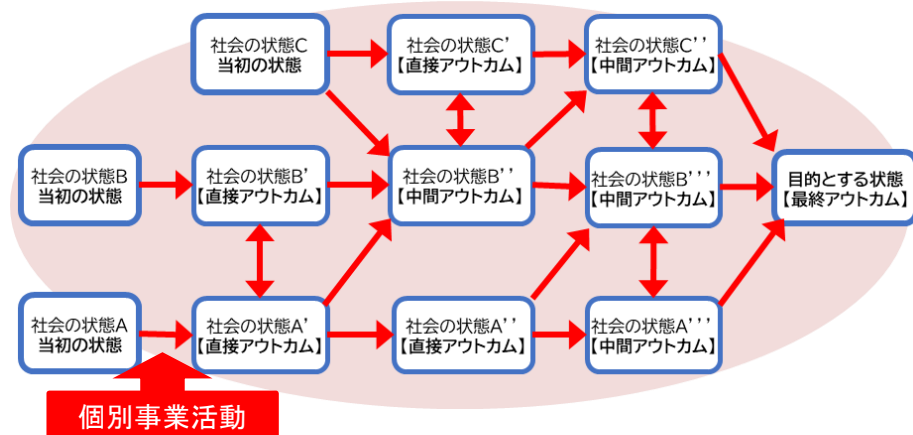 社会の状態C
当初の状態
社会の状態C'
【直接アウトカム】
社会の状態C''
【中間アウトカム】
社会の状態B
当初の状態
社会の状態B'
【直接アウトカム】
社会の状態B''
【中間アウトカム】
社会の状態B'''
【中間アウトカム】
目的とする状態
【最終アウトカム】
社会の状態A
当初の状態
社会の状態A'
【直接アウトカム】
社会の状態A''
【直接アウトカム】
社会の状態A'''
【中間アウトカム】
個別事業活動